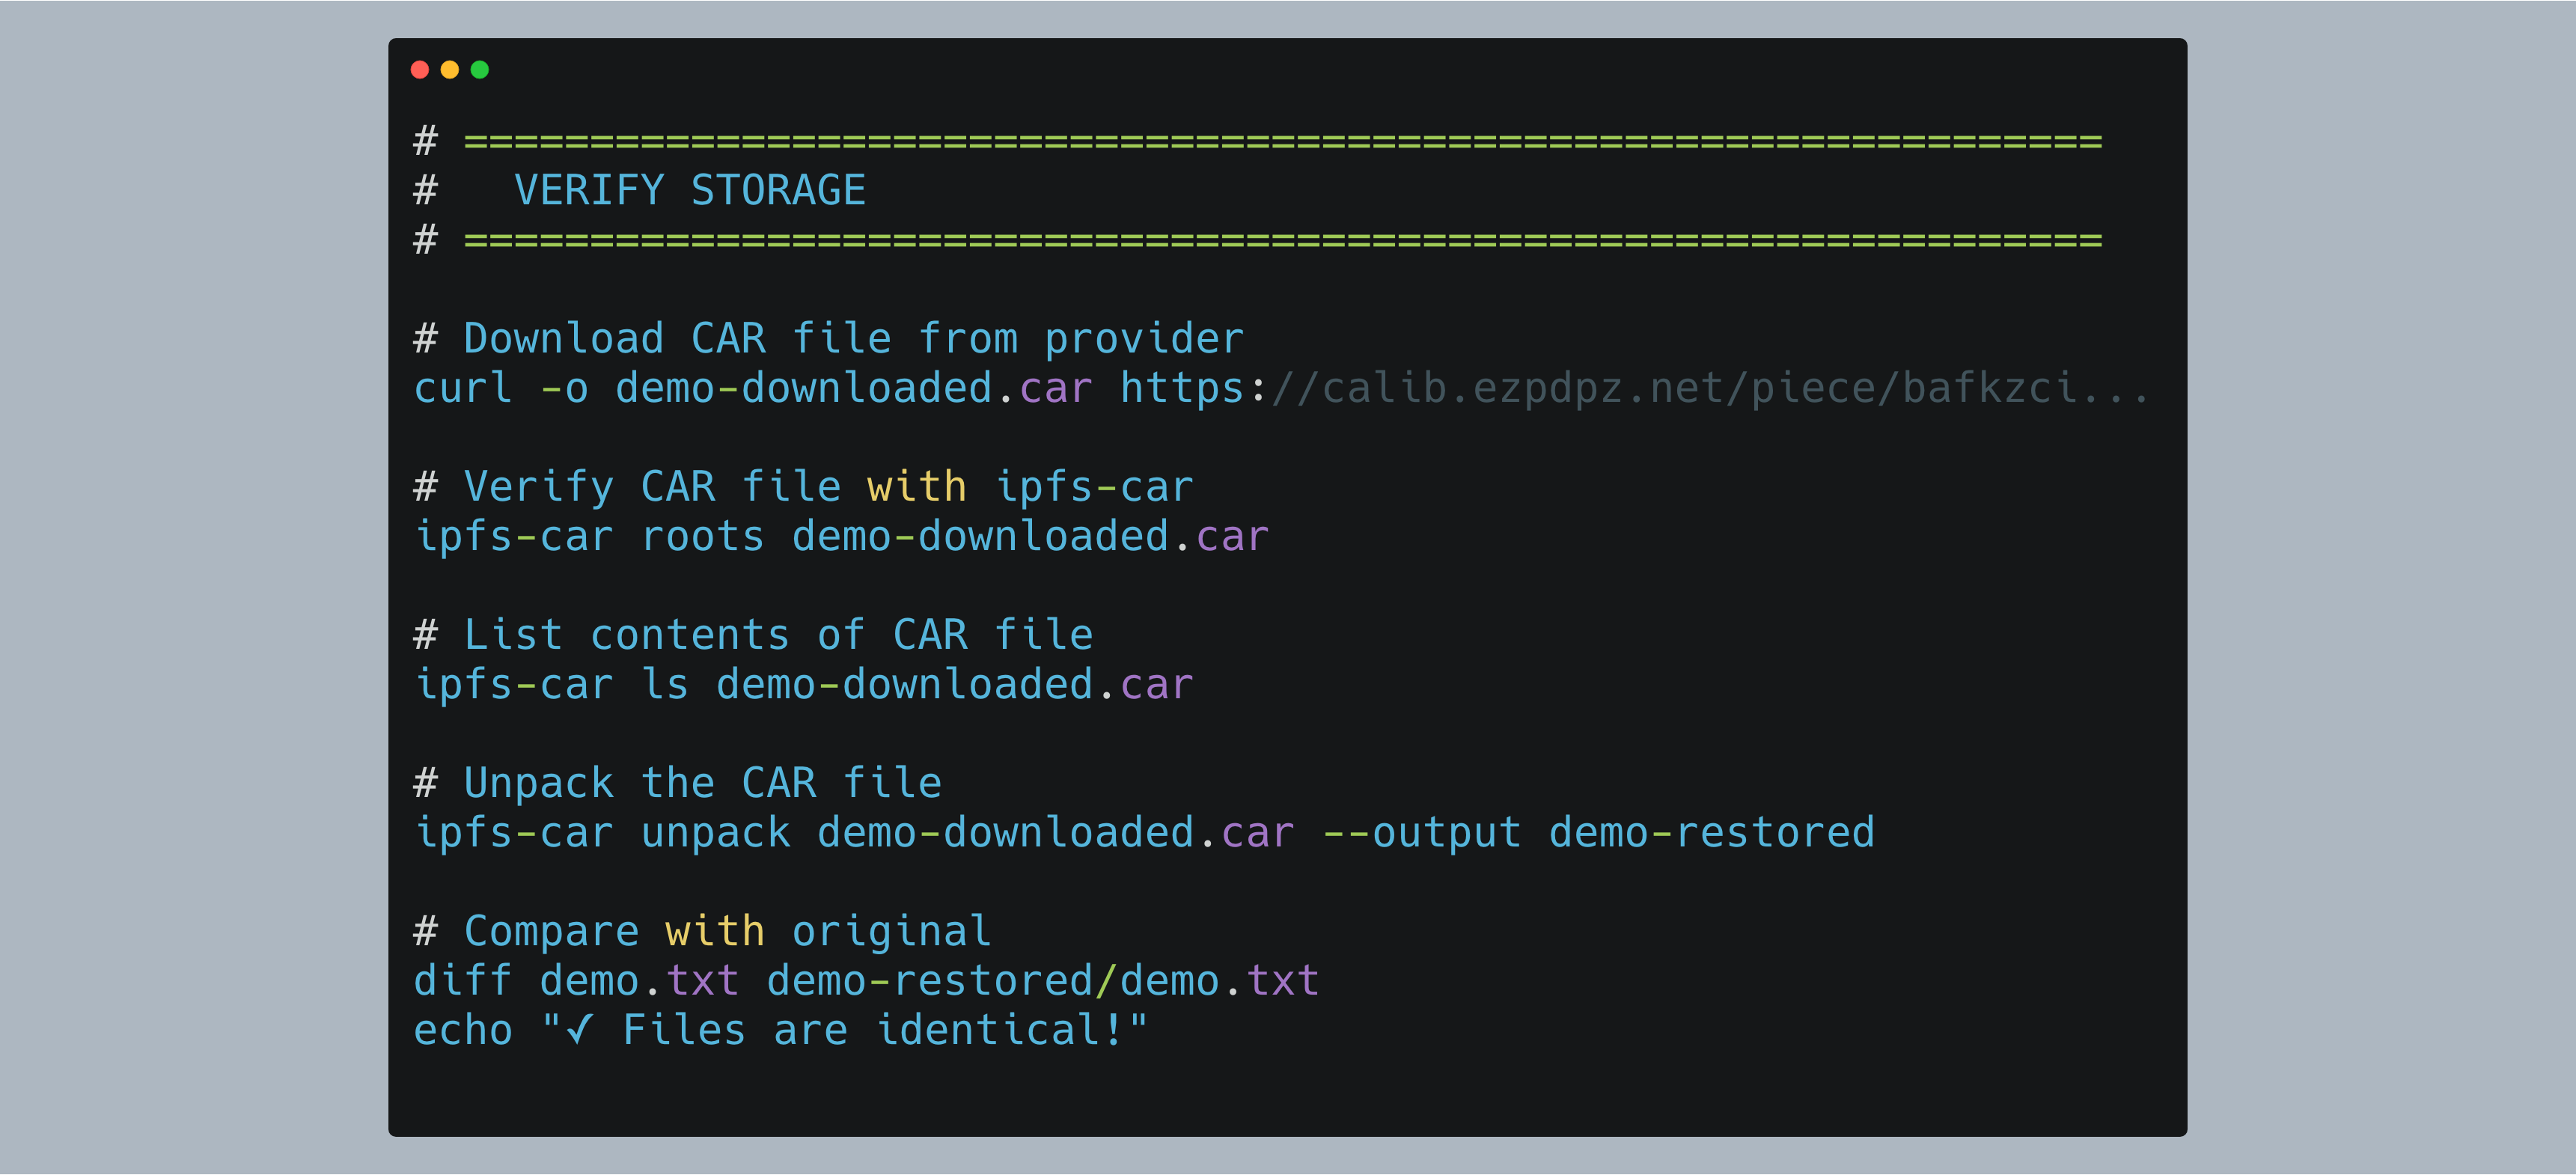 # =================================================================
#   VERIFY STORAGE
# =================================================================
# Download CAR file from provider
curl -o demo-downloaded.car https://calib.ezpdpz.net/piece/bafkzci...
# Verify CAR file with ipfs-car
ipfs-car roots demo-downloaded.car
# List contents of CAR file
ipfs-car ls demo-downloaded.car
# Unpack the CAR file
ipfs-car unpack demo-downloaded.car --output demo-restored
# Compare with original
diff demo.txt demo-restored/demo.txt
echo "✓ Files are identical!"